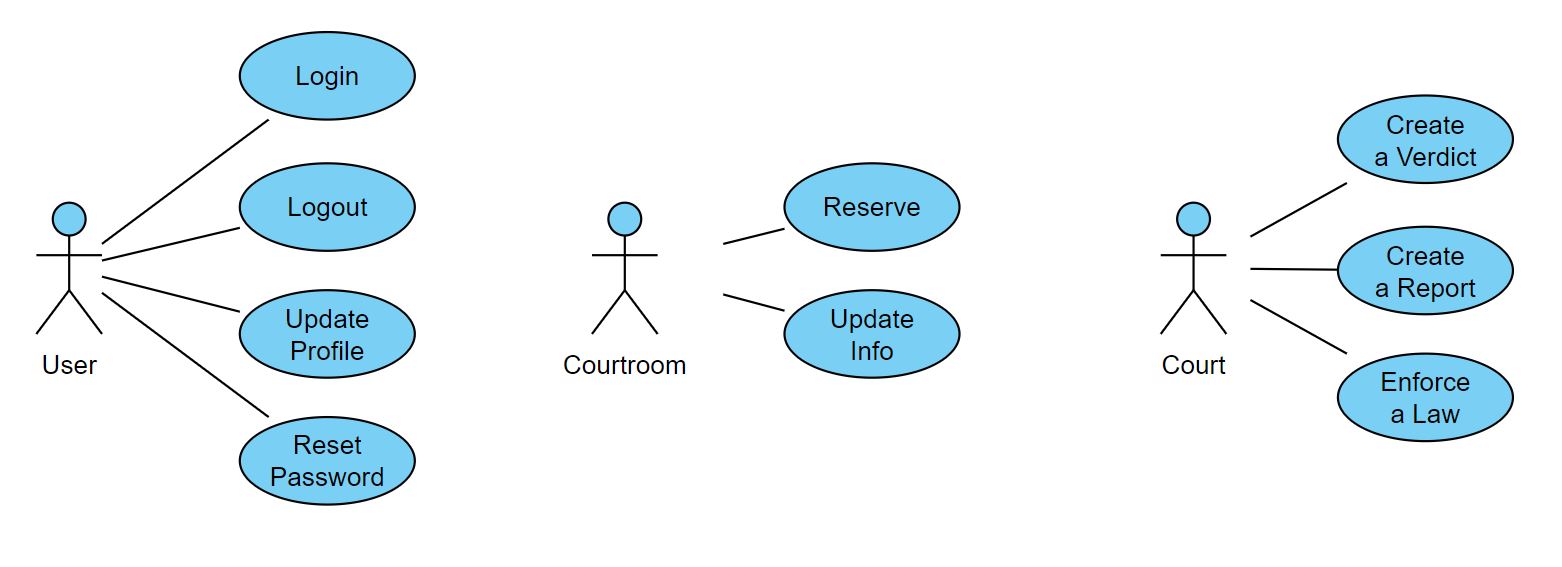 Login
Logout
Update
Profile
Reset
Password
User
Reserve
Update
Info
Courtroom
Create
a Verdict
Create
a Report
Enforce
a Law
Court